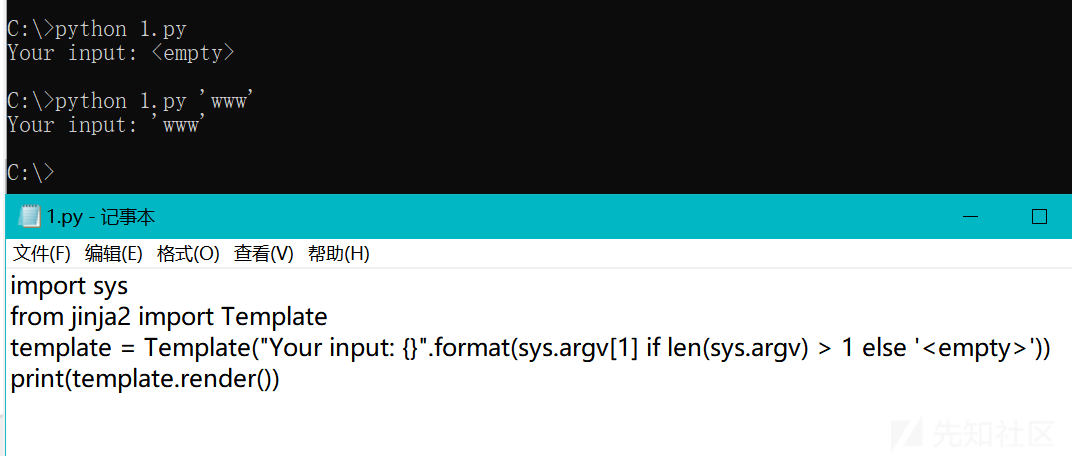 C:\>python 1.py
Your input: <empty>
C:\>python 1.py 'www'
Your input: 'www'
C:\>
1.py - 记事本
文件(F) 编辑(E) 格式(O) 查看(V) 帮助(H)
import sys
from jinja2 import Template
template = Template("Your input: {}".format(sys.argv[1] if len(sys.argv) > 1 else '<empty>'))
print(template.render())
先知社区